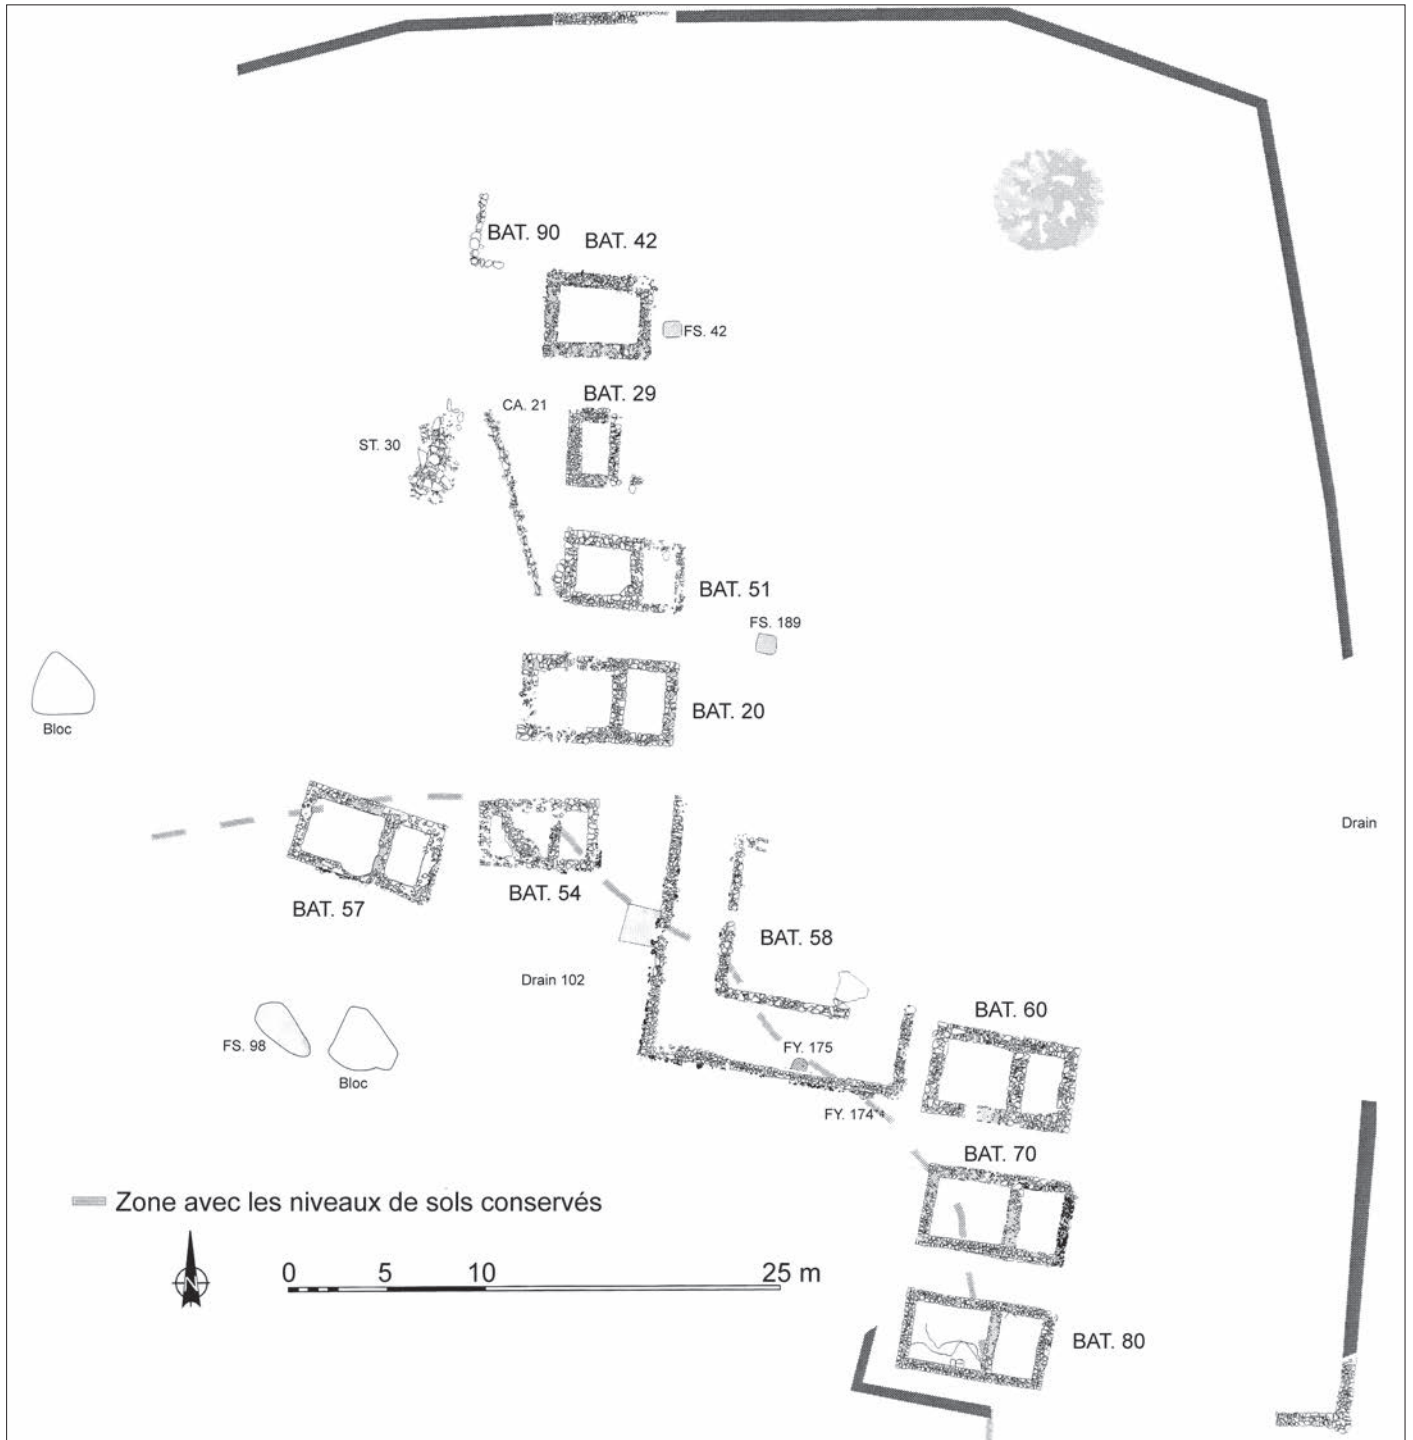 BAT. 90
BAT. 42
FS. 42
BAT. 29
CA. 21
ST. 30
BAT. 51
FS. 189
BAT. 20
Bloc
Drain
BAT. 54
BAT. 57
BAT. 58
Drain 102
BAT. 60
FS. 98
FY. 175
Bloc
FY. 174
BAT. 70
Zone avec les niveaux de sols conservés
N
0 5 10 25 m
BAT. 80